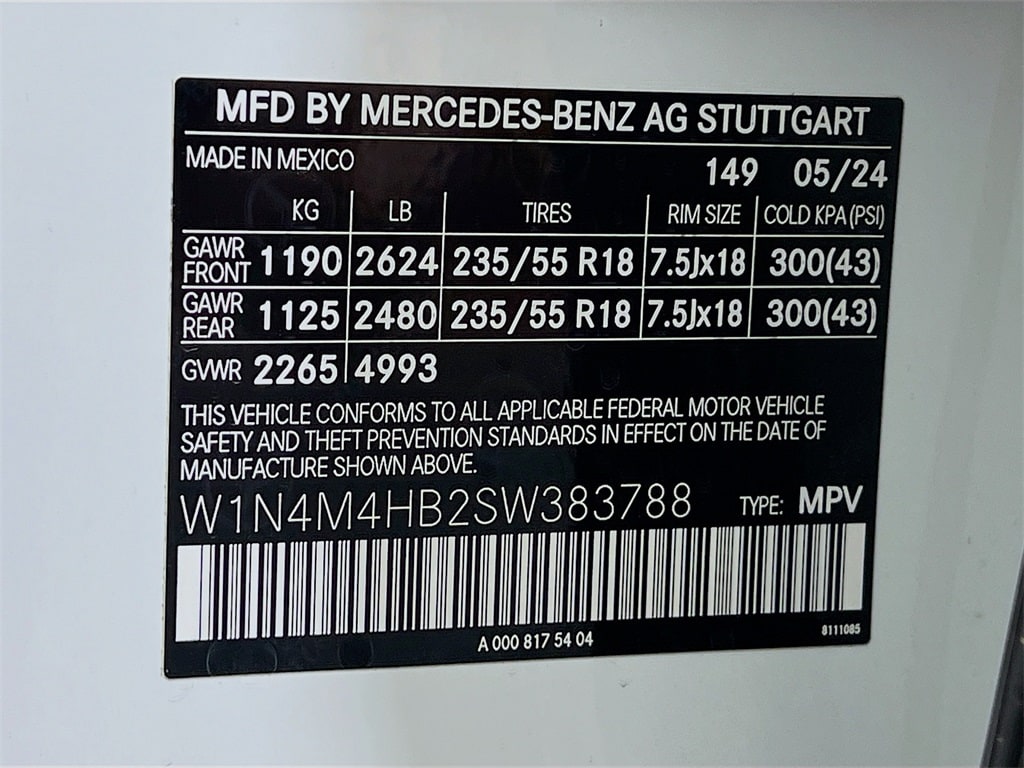 MFD BY MERCEDES-BENZ AG STUTTGART
MADE IN MEXICO 149 05/24
KG LB TIRES RIM SIZE COLD KPA (PSI)
GAWR FRONT 1190 2624 235/55 R18 7.5Jx18 300(43)
GAWR REAR 1125 2480 235/55 R18 7.5Jx18 300(43)
GVWR 2265 4993
THIS VEHICLE CONFORMS TO ALL APPLICABLE FEDERAL MOTOR VEHICLE
SAFETY AND THEFT PREVENTION STANDARDS IN EFFECT ON THE DATE OF
MANUFACTURE SHOWN ABOVE.
W1N4M4HB2SW383788 TYPE: MPV
A 000 817 54 04 8111085